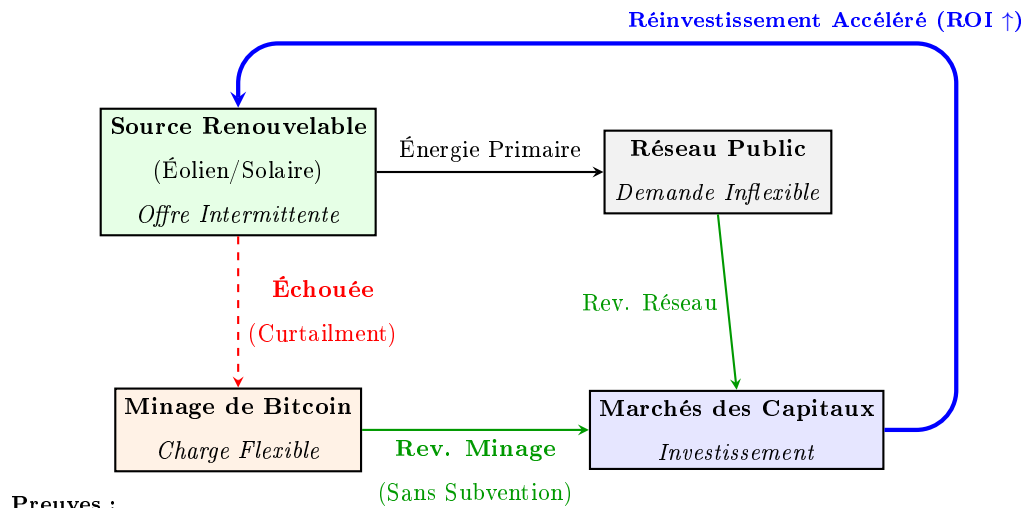 Réinvestissement Accéléré (ROI ↑)
Source Renouvelable
(Éolien/Solaire)
Offre Intermittente
Énergie Primaire
Réseau Public
Demande Inflexible
Échouée
(Curtailment)
Rev. Réseau
Minage de Bitcoin
Charge Flexible
Rev. Minage
(Sans Subvention)
Marchés des Capitaux
Investissement
Preuves :